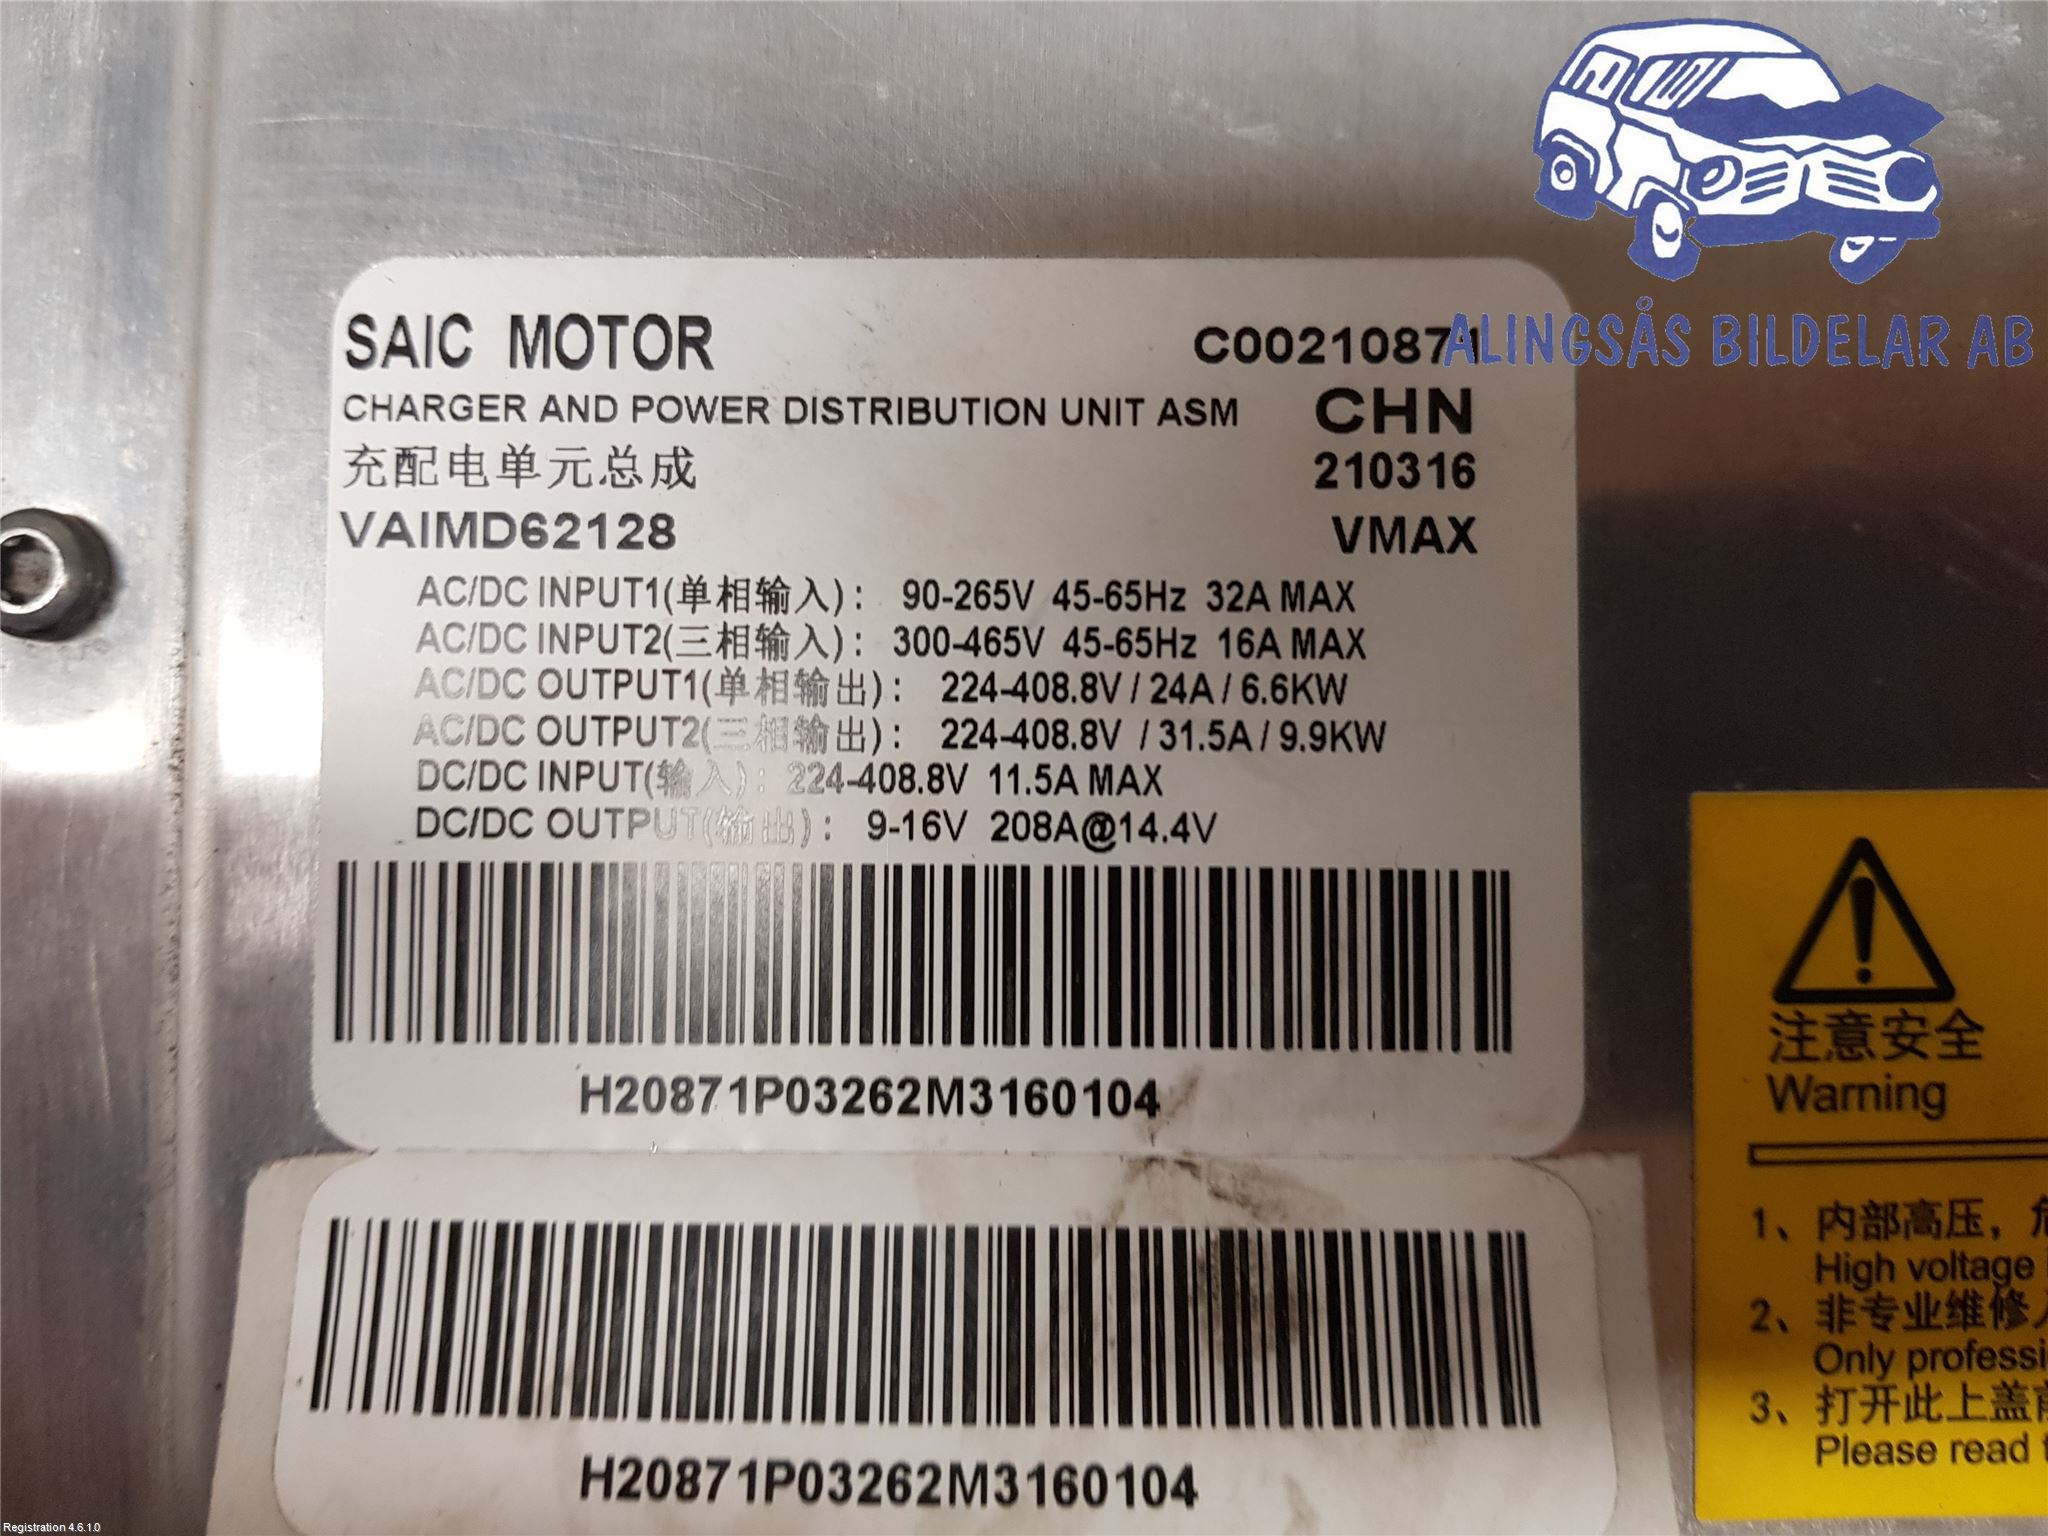 ALINGSÅS BILDELAR AB
SAIC MOTOR C00210871
CHARGER AND POWER DISTRIBUTION UNIT ASM CHN
充配电单元总成 210316
VAIMD62128 VMAX
AC/DC INPUT1(单相输入): 90-265V 45-65Hz 32A MAX
AC/DC INPUT2(三相输入): 300-465V 45-65Hz 16A MAX
AC/DC OUTPUT1(单相输出): 224-408.8V / 24A / 6.6KW
AC/DC OUTPUT2(三相输出): 224-408.8V / 31.5A / 9.9KW
DC/DC INPUT(输入): 224-408.8V 11.5A MAX
DC/DC OUTPUT(输出): 9-16V 208A@14.4V
H20871P03262M3160104
H20871P03262M3160104
注意安全
Warning
1、内部高压,
High voltage
2、非专业维修
Only
3、打开此上盖
Please read
Registration 4.6.1.0